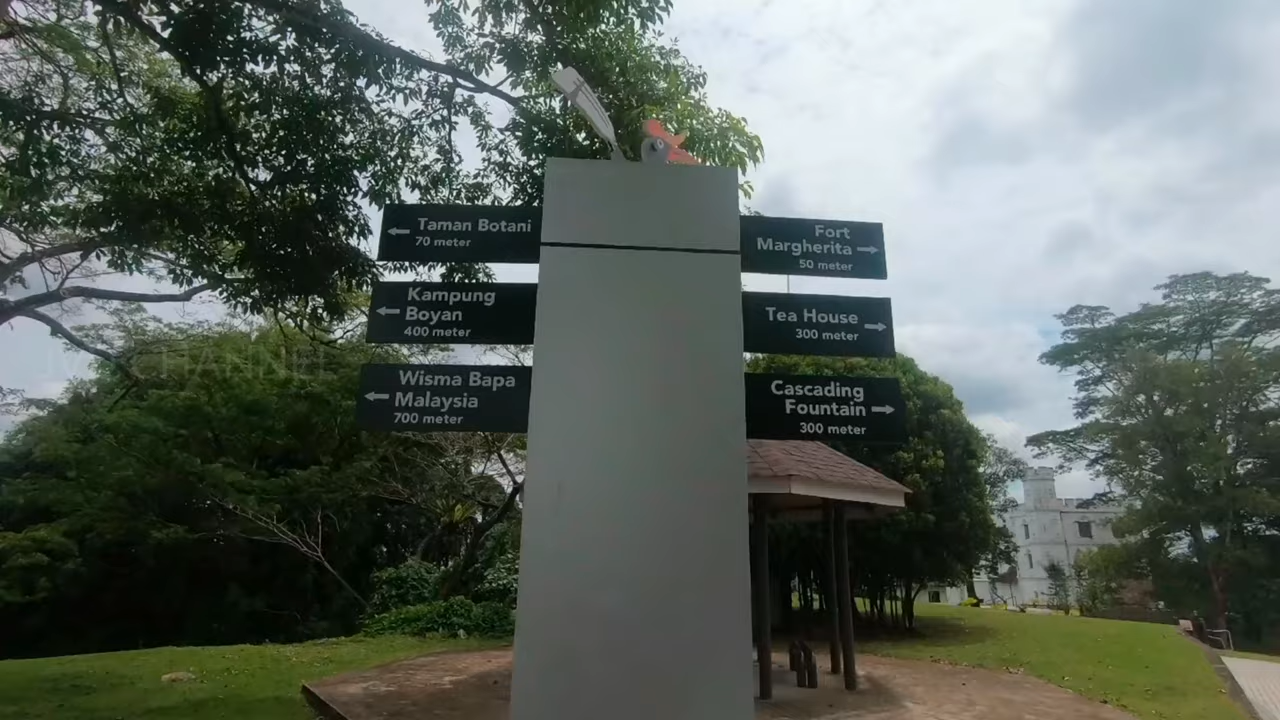 Taman Botani
70 meter
Kampung
Boyan
400 meter
Wisma Bapa
Malaysia
700 meter
Fort
Margherita
50 meter
Tea House
300 meter
Cascading
Fountain
300 meter
CHANNEL